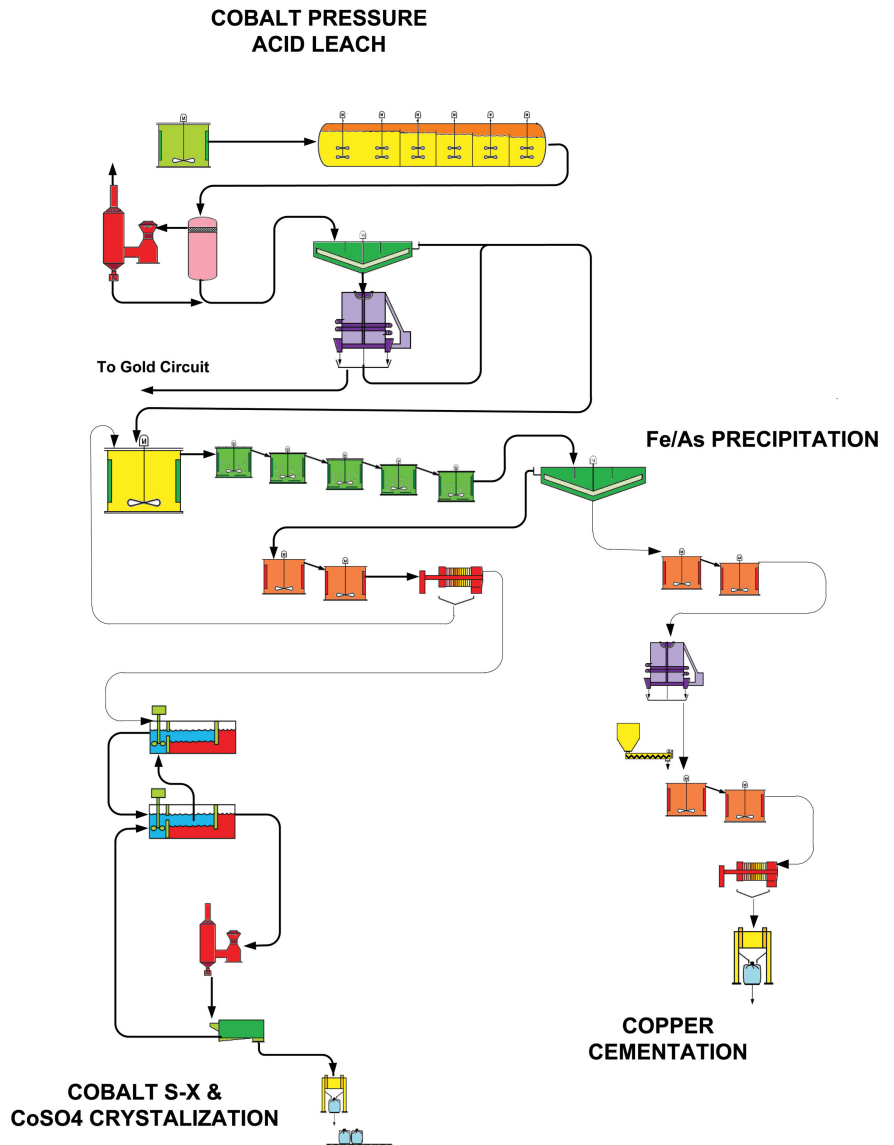 COBALT PRESSURE
ACID LEACH
To Gold Circuit
Fe/As PRECIPITATION
COPPER
CEMENTATION
COBALT S-X &
CoSO4 CRYSTALIZATION